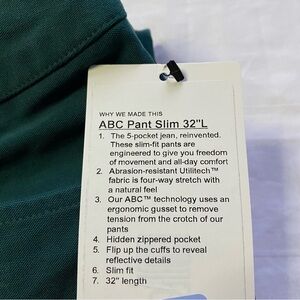 WHY WE MADE THIS
ABC Pant Slim 32"L
1. The 5-pocket jean, reinvented.
These slim-fit pants are
engineered to give you freedom
of movement and all-day comfort
2. Abrasion-resistant Utilitech™
fabric is four-way stretch with
a natural feel
3. Our ABC™ technology uses an
ergonomic gusset to remove
tension from the crotch of our
pants
4. Hidden zippered pocket
5. Flip up the cuffs to reveal
reflective details
6. Slim fit
7. 32" length